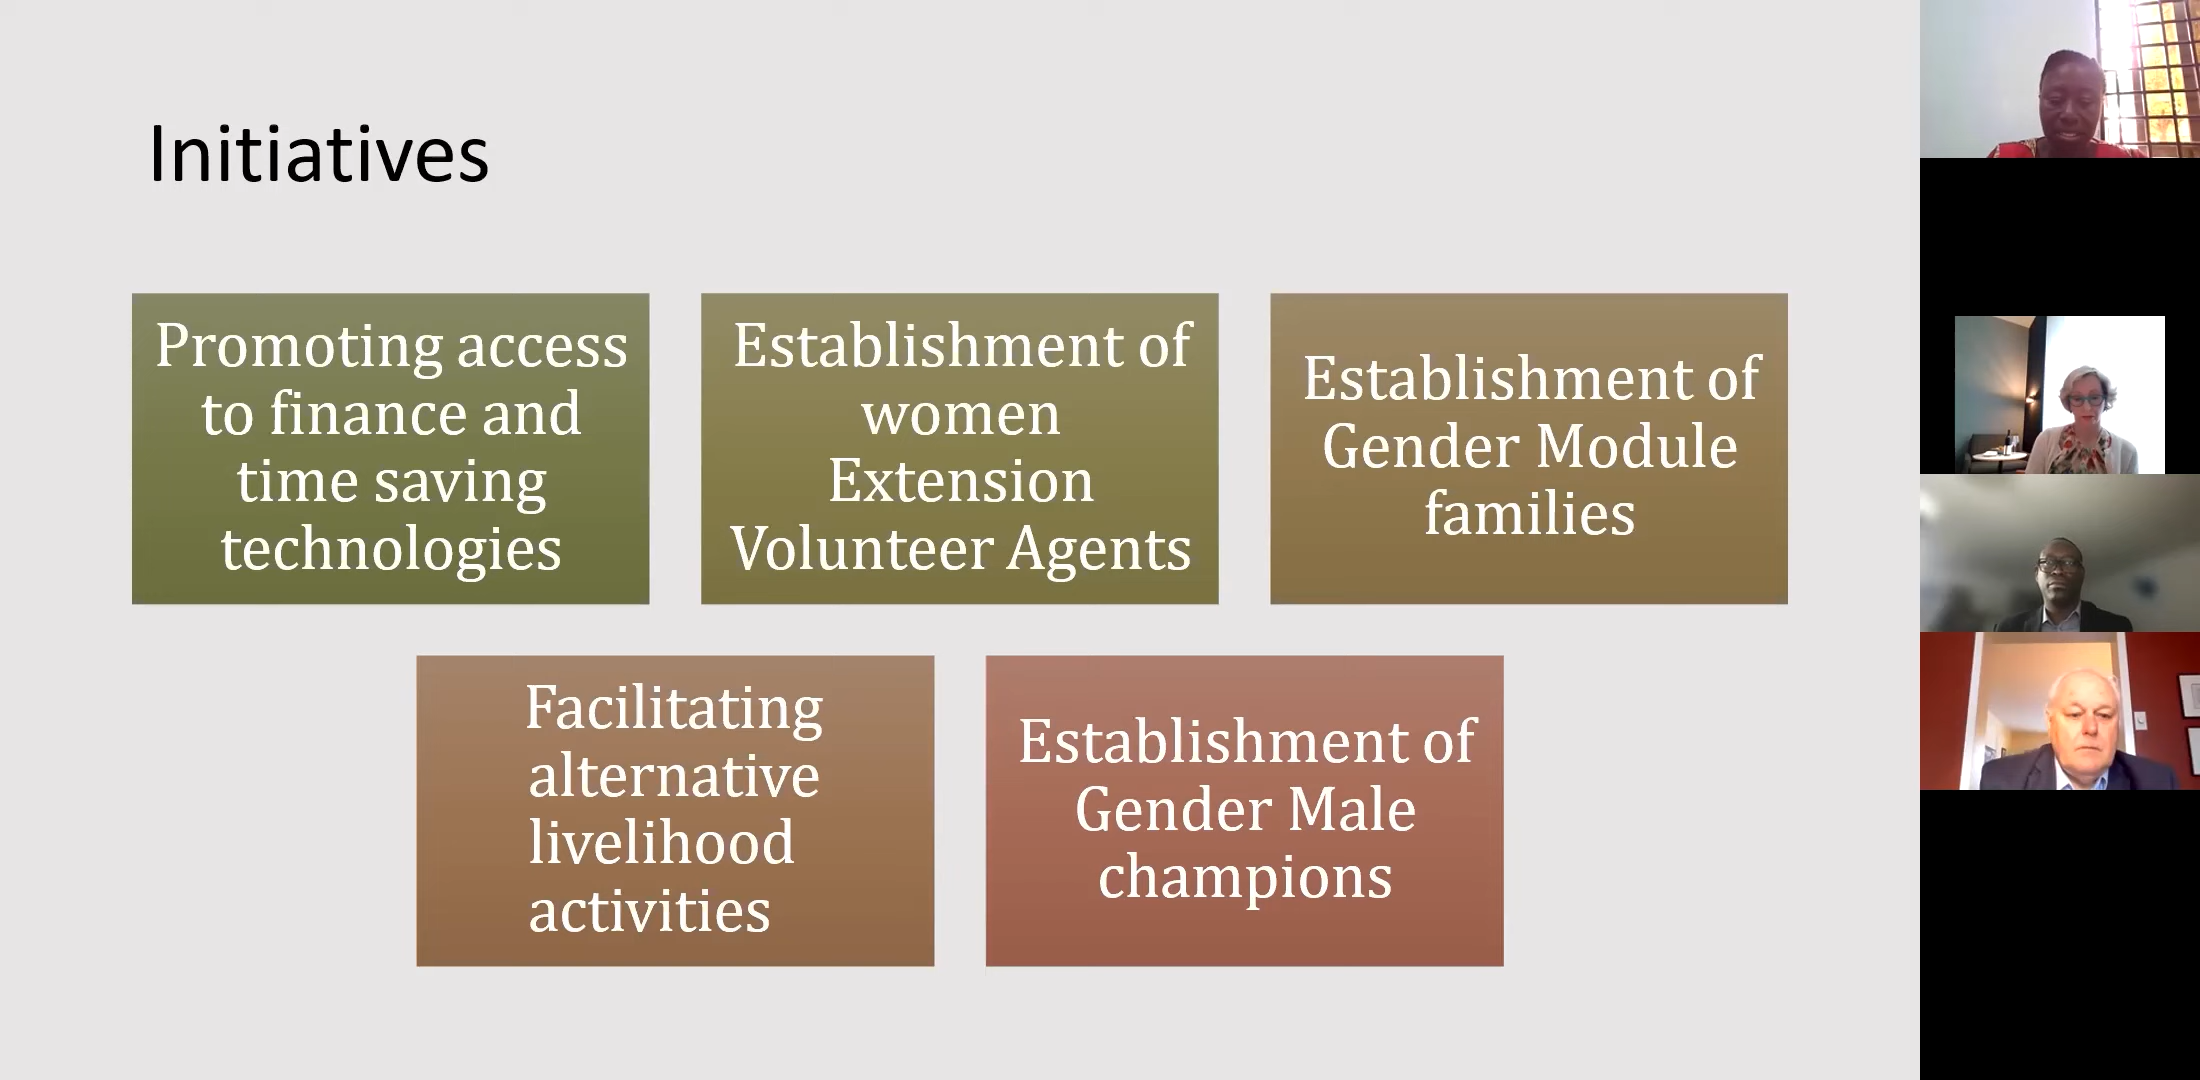 Initiatives
Promoting access
to finance and
time saving
technologies
Establishment of
women
Extension
Volunteer Agents
Establishment of
Gender Module
families
Facilitating
alternative
livelihood
activities
Establishment of
Gender Male
champions